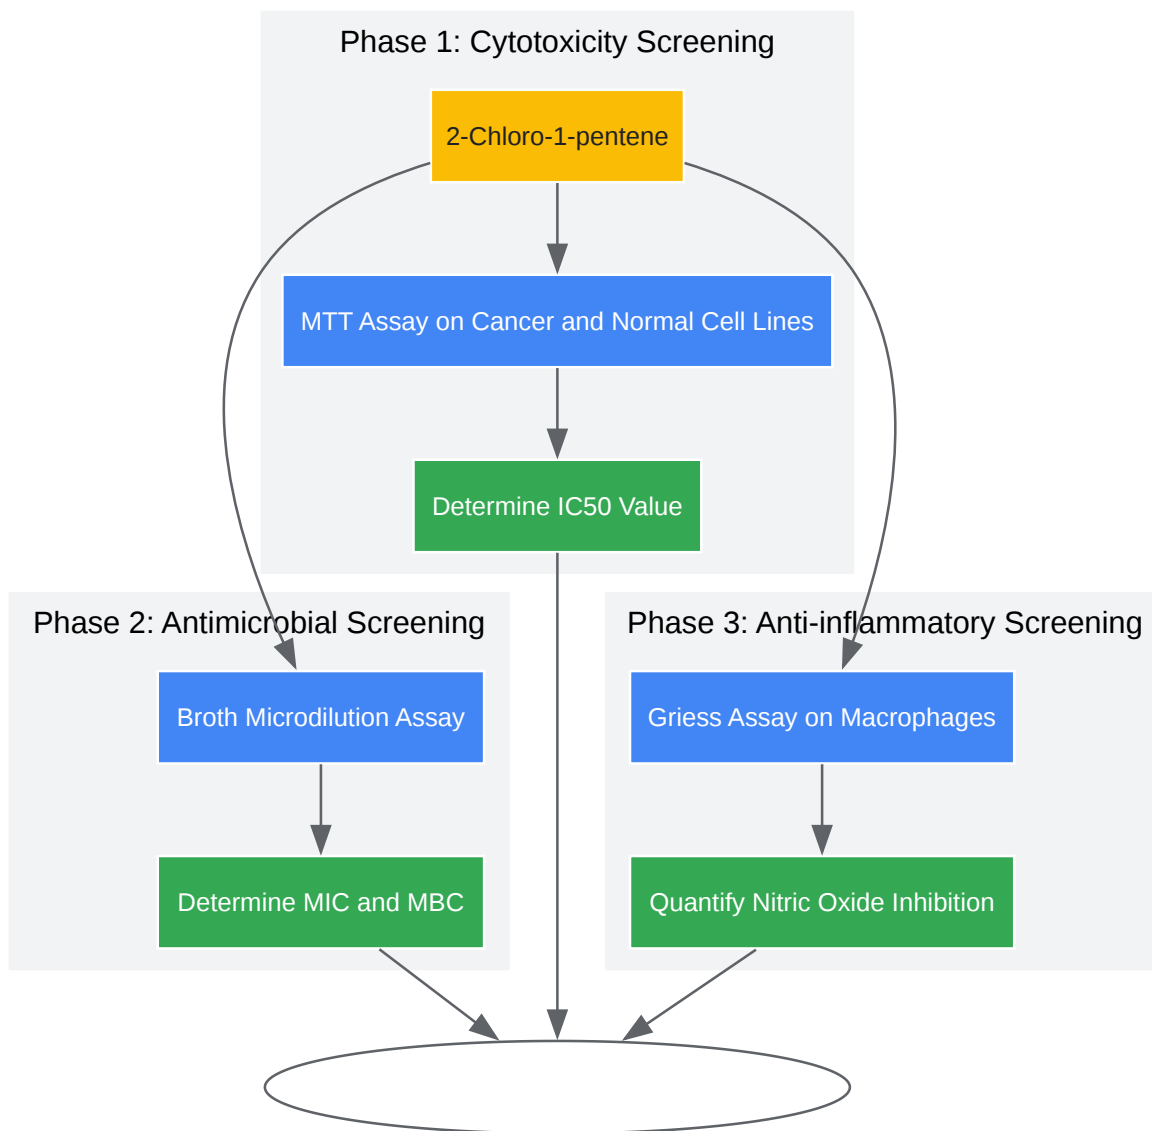 Phase 1: Cytotoxicity Screening
2-Chloro-1-pentene
MTT Assay on Cancer and Normal Cell Lines
Determine IC50 Value
Phase 2: Antimicrobial Screening
Broth Microdilution Assay
Determine MIC and MBC
Phase 3: Anti-inflammatory Screening
Griess Assay on Macrophages
Quantify Nitric Oxide Inhibition